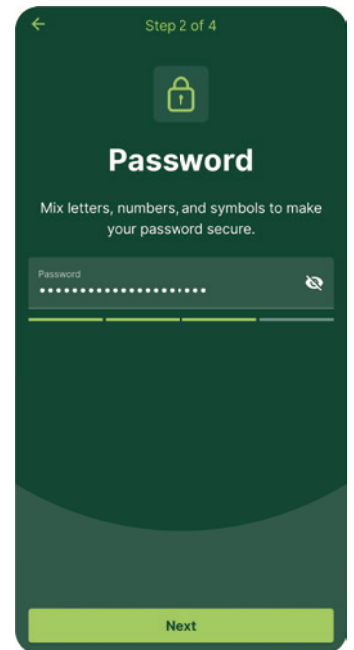 Step 2 of 4
Password
Mix letters, numbers, and symbols to make
your password secure.
Password
Next